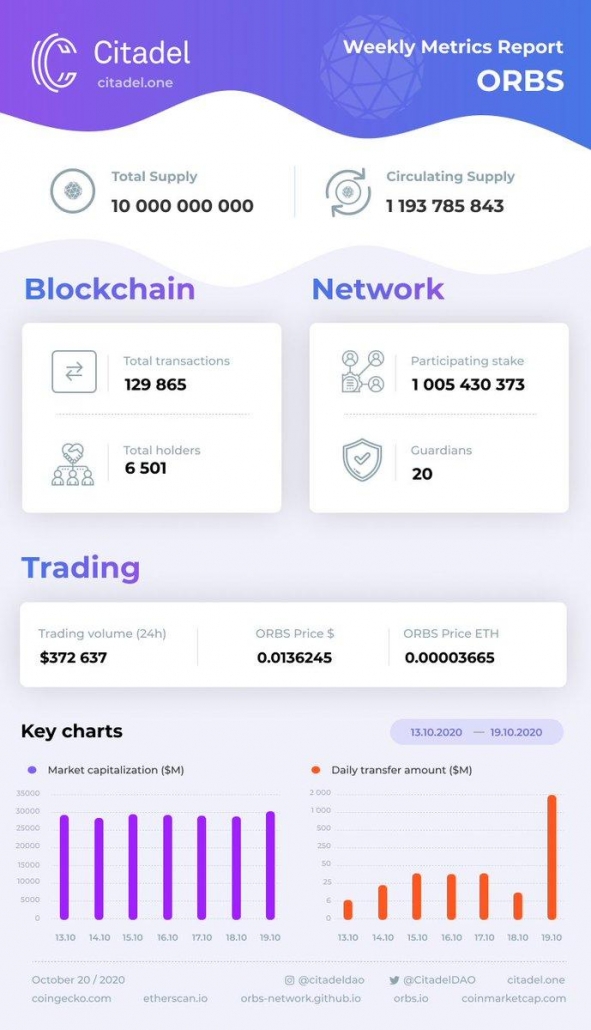 Citadel
citadel.one
Weekly Metrics Report
ORBS
Total Supply
10 000 000 000
Circulating Supply
1 193 785 843
Blockchain
Network
Total transactions
129 865
Total holders
6 501
Participating stake
1 005 430 373
Guardians
20
Trading
Trading volume (24h)
$372 637
ORBS Price $
0.0136245
ORBS Price ETH
0.00003665
Key charts
13.10.2020 — 19.10.2020
Market capitalization ($M)
35000
30000
25000
20000
15000
10000
5000
0
13.10 14.10 15.10 16.10 17.10 18.10 19.10
Daily transfer amount ($M)
2 000
1 000
500
250
50
25
6
0
13.10 14.10 15.10 16.10 17.10 18.10 19.10
October 20 / 2020 @citadeldao @CitadelDAO citadel.one
coingecko.com etherscan.io orbs-network.github.io orbs.io coinmarketcap.com